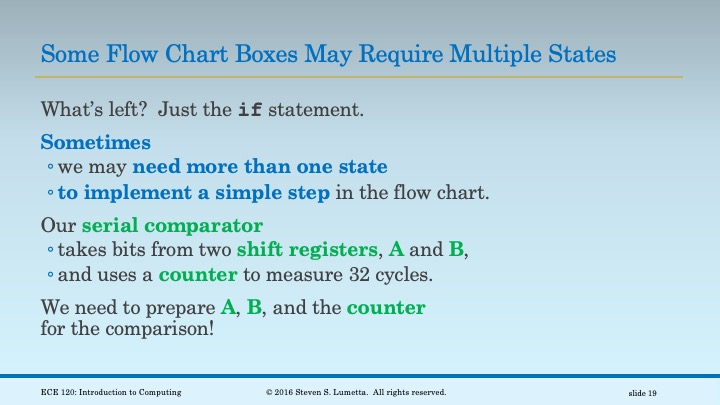 Some Flow Chart Boxes May Require Multiple States
What’s left?  Just the if statement.
Sometimes
◦ we may need more than one state
◦ to implement a simple step in the flow chart.
Our serial comparator
◦ takes bits from two shift registers, A and B,
◦ and uses a counter to measure 32 cycles.
We need to prepare A, B, and the counter
for the comparison!
ECE 120: Introduction to Computing
© 2016 Steven S. Lumetta.  All rights reserved.
slide 19